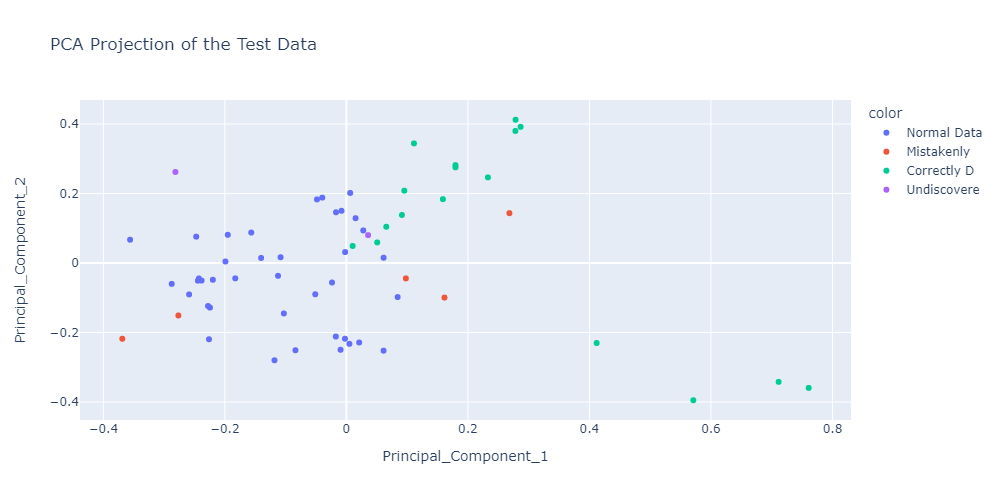 PCA Projection of the Test Data
color
Normal Data
Mistakenly
Correctly D
Undiscovere
Principal_Component_2
0.4
0.2
0
−0.2
−0.4
−0.4
−0.2
0
0.2
0.4
0.6
0.8
Principal_Component_1